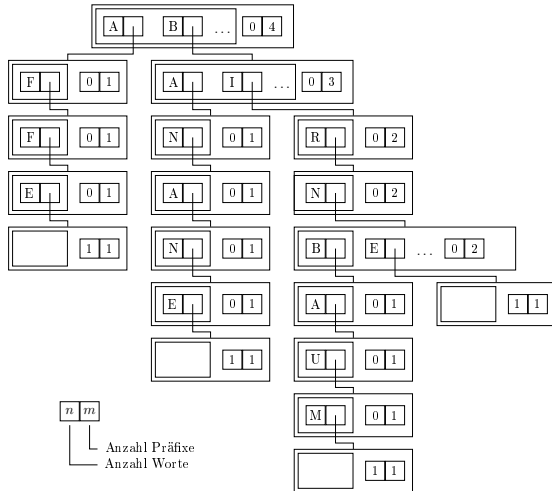 A B ... 0 4
F 0 1 A I ... 0 3
F 0 1 N 0 1 R 0 2
E 0 1 A 0 1 N 0 2
1 1 N 0 1 B E ... 0 2
E 0 1 A 0 1 1 1
1 1 U 0 1
n m M 0 1
Anzahl Präfixe
Anzahl Worte
1 1